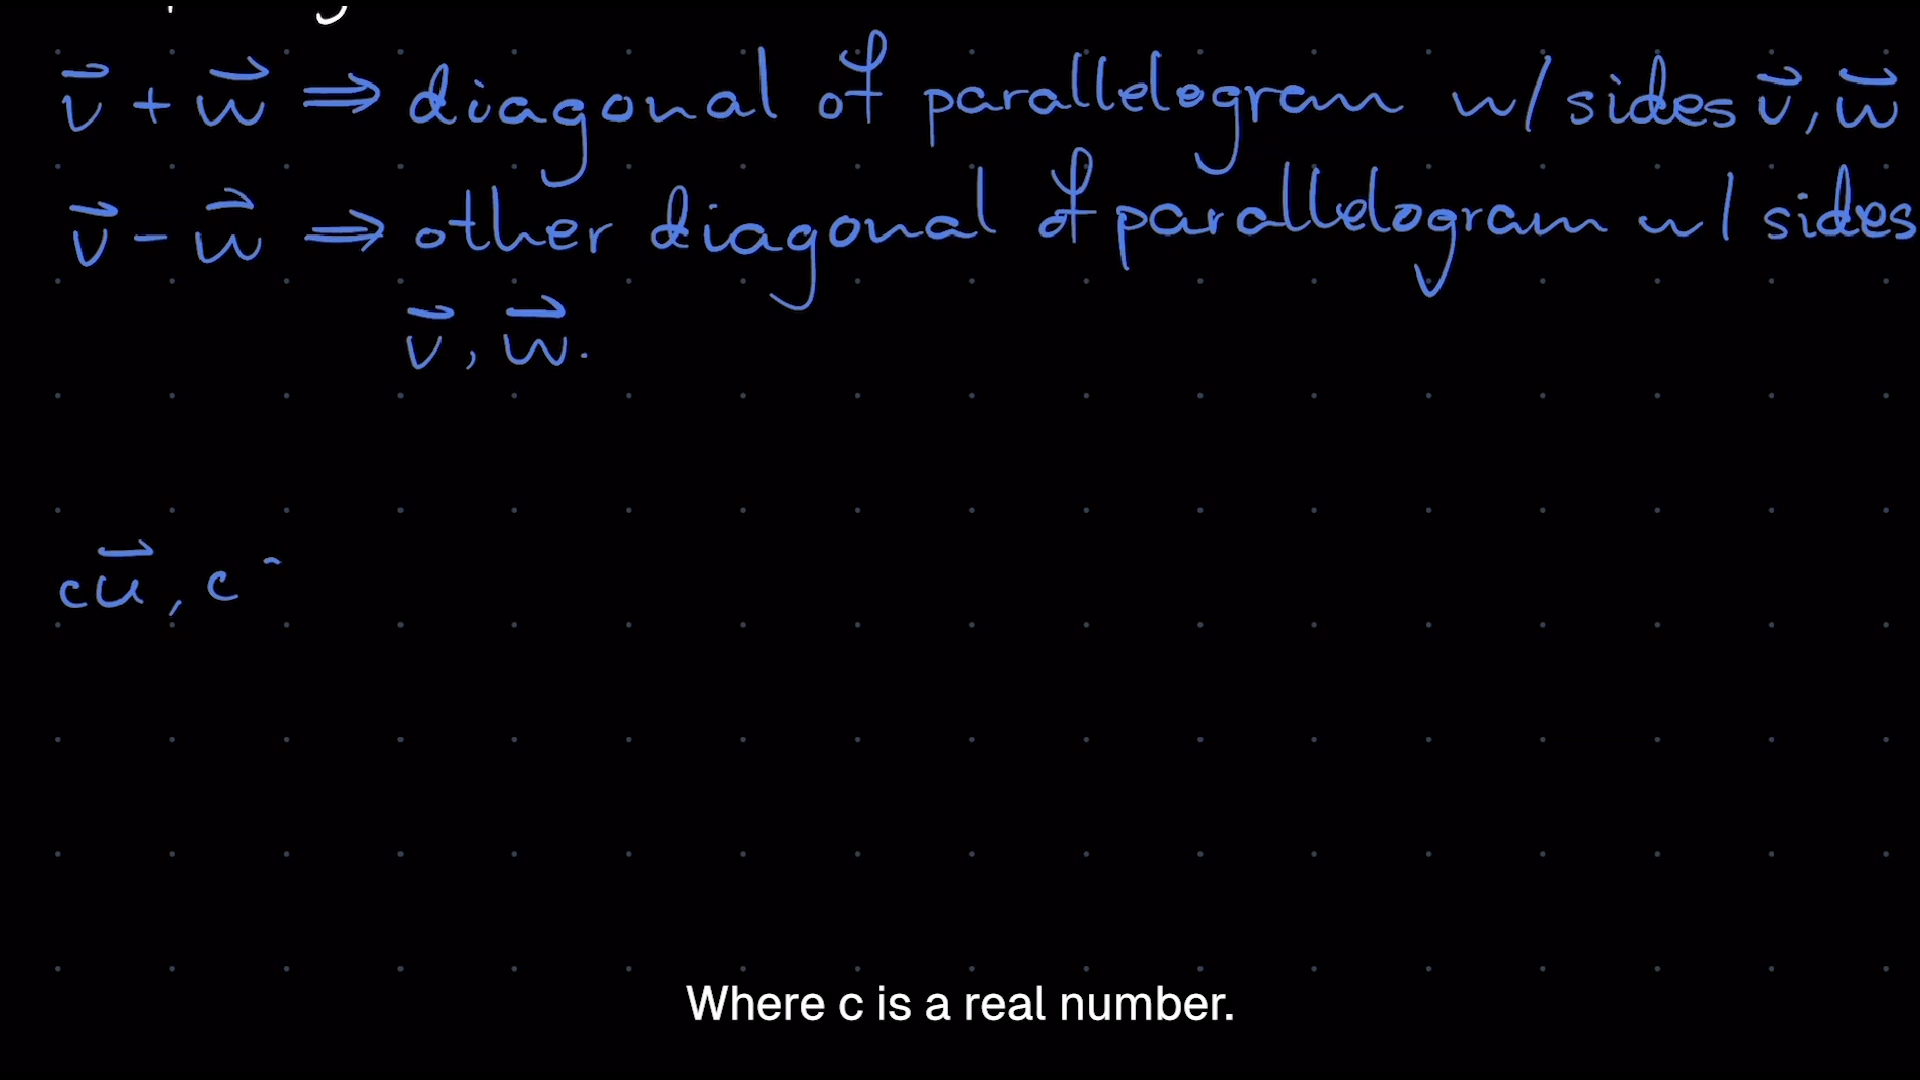 v⃗ + w⃗ ⇒ diagonal of parallelogram w/ sides v⃗, w⃗
v⃗ - w⃗ ⇒ other diagonal of parallelogram w/ sides
v⃗, w⃗.
cu⃗, c
Where c is a real number.